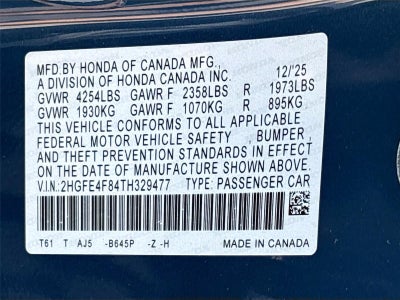 MFD BY HONDA OF CANADA MFG.,
A DIVISION OF HONDA CANADA INC. 12/'25
GVWR 4254LBS GAWR F 2358LBS R 1973LBS
GVWR 1930KG GAWR F 1070KG R 895KG
THIS VEHICLE CONFORMS TO ALL APPLICABLE
FEDERAL MOTOR VEHICLE SAFETY , BUMPER ,
AND THEFT PREVENTION STANDARDS IN EFFECT
ON THE DATE OF MANUFACTURE SHOWN ABOVE.
V.I.N.:2HGFE4F84TH329477 TYPE: PASSENGER CAR
T61 T AJ5 -B645P -Z -H MADE IN CANADA